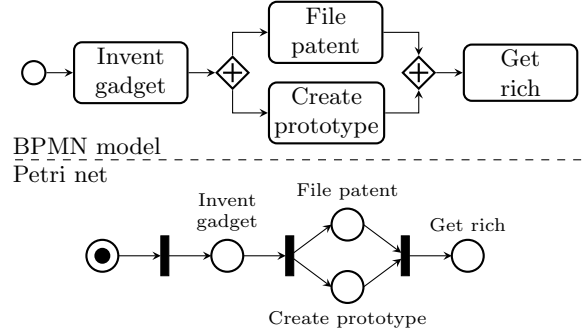 File
patent
Invent
gadget
Get
rich
Create
prototype
BPMN model
Petri net
Invent
gadget
File patent
Get rich
Create prototype